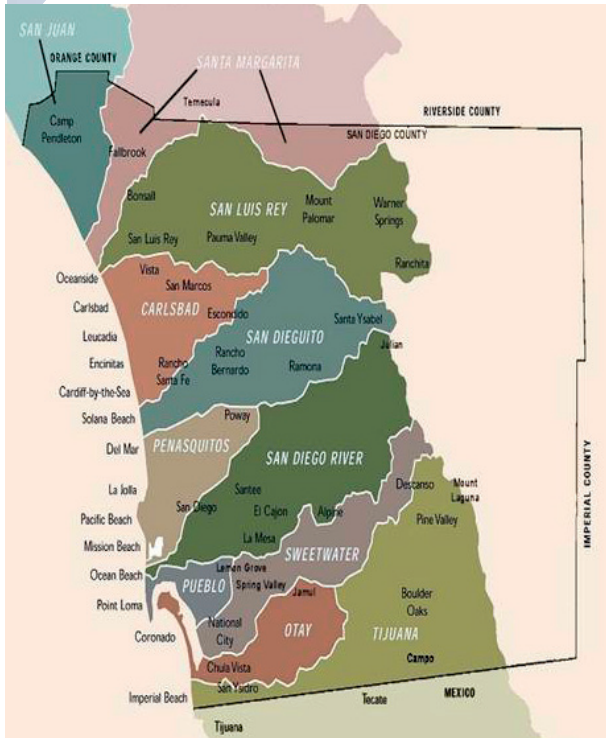 SAN JUAN
ORANGE COUNTY
SANTA MARGARITA
Temecula
RIVERSIDE COUNTY
SAN DIEGO COUNTY
Camp
Pendleton
Fallbrook
Bonsall
SAN LUIS REY
Mount
Palomar
Warner
Springs
San Luis Rey
Pauma Valley
Ranchita
Oceanside
Vista
San Marcos
Carlsbad
CARLSBAD
Escondido
Santa Ysabel
Leucadia
SAN DIEGUITO
Julian
Encinitas
Rancho
Santa Fe
Rancho
Bernardo
Ramona
Cardiff-by-the-Sea
Solana Beach
Poway
Del Mar
PENASQUITOS
SAN DIEGO RIVER
IMPERIAL COUNTY
La Jolla
Santee
Descanso
Mount
Laguna
San Diego
El Cajon
Alpine
Pine Valley
Pacific Beach
La Mesa
Mission Beach
SWEETWATER
Ocean Beach
Lemon Grove
PUEBLO
Spring Valley
Jamul
Point Loma
Boulder
Oaks
Coronado
National
City
OTAY
TIJUANA
Campo
Chula Vista
San Ysidro
Imperial Beach
MEXICO
Tecate
Tijuana